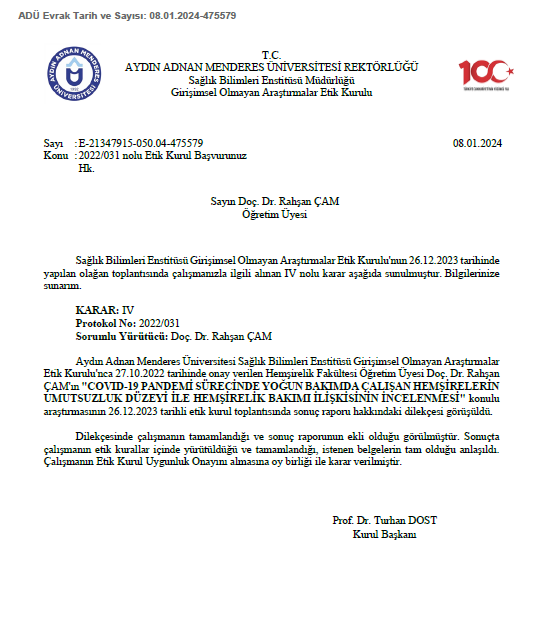 ADÜ Evrak Tarih ve Sayısı: 08.01.2024-475579
T.C.
AYDIN ADNAN MENDERES ÜNİVERSİTESİ REKTÖRLÜĞÜ
Sağlık Bilimleri Enstitüsü Müdürlüğü
Girişimsel Olmayan Araştırmalar Etik Kurulu
AYDIN ADNAN MENDERES
ÜNİVERSİTESİ
1992
100
Sayı : E-21347915-050.04-475579 08.01.2024
Konu : 2022/031 nolu Etik Kurul Başvurunuz
Hk.
Sayın Doç. Dr. Rahşan ÇAM
Öğretim Üyesi
Sağlık Bilimleri Enstitüsü Girişimsel Olmayan Araştırmalar Etik Kurulu'nun 26.12.2023 tarihinde
yapılan olağan toplantısında çalışmanızla ilgili alınan IV nolu karar aşağıda sunulmuştur. Bilgilerinize
sunarım.
KARAR: IV
Protokol No: 2022/031
Sorumlu Yürütücü: Doç. Dr. Rahşan ÇAM
Aydın Adnan Menderes Üniversitesi Sağlık Bilimleri Enstitüsü Girişimsel Olmayan Araştırmalar
Etik Kurulu'nca 27.10.2022 tarihinde onay verilen Hemşirelik Fakültesi Öğretim Üyesi Doç. Dr. Rahşan
ÇAM'ın "COVID-19 PANDEMİ SÜRECİNDE YOĞUN BAKIMDA ÇALIŞAN HEMŞİRELERİN
UMUTSUZLUK DÜZEYİ İLE HEMŞİRELİK BAKIMI İLİŞKİSİNİN İNCELENMESİ" konulu
araştırmasının 26.12.2023 tarihli etik kurul toplantısında sonuç raporu hakkındaki dilekçesi görüşüldü.
Dilekçesinde çalışmanın tamamlandığı ve sonuç raporunun ekli olduğu görülmüştür. Sonuçta
çalışmanın etik kurallar içinde yürütüldüğü ve tamamlandığı, istenen belgelerin tam olduğu anlaşıldı.
Çalışmanın Etik Kurul Uygunluk Onayını almasına oy birliği ile karar verilmiştir.
Prof. Dr. Turhan DOST
Kurul Başkanı